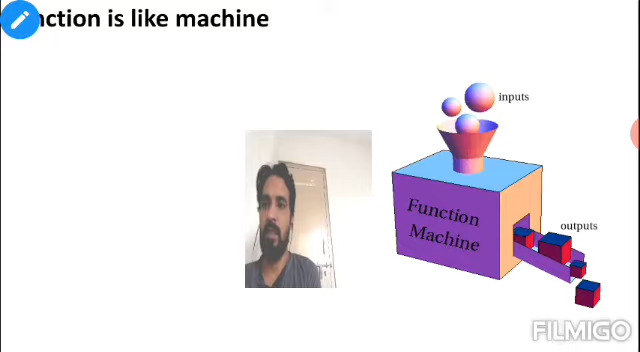 nction is like machine
inputs
Function
Machine
outputs
FILMIGO